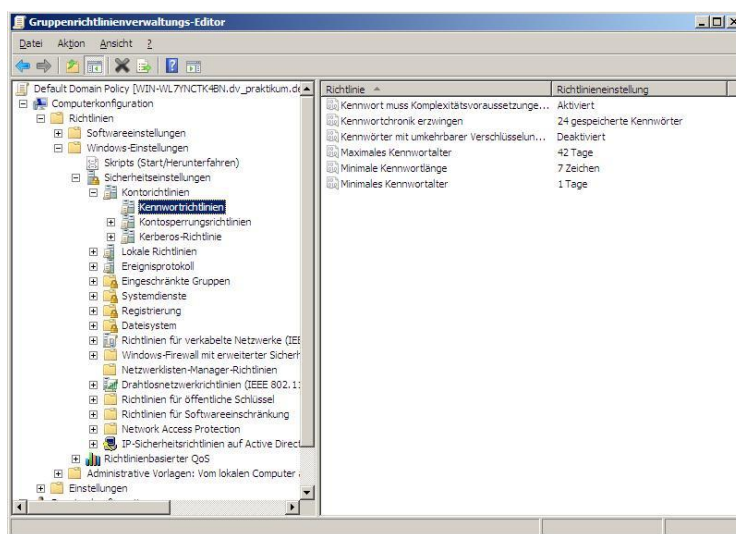 Gruppenrichtlinienverwaltungs-Editor
Datei Aktion Ansicht ?
Default Domain Policy [WIN-WL7YNCTK4BN.dv_praktikum.de
Computerkonfiguration
Richtlinien
Softwareeinstellungen
Windows-Einstellungen
Skripts (Start/Herunterfahren)
Sicherheitseinstellungen
Kontorichtlinien
Kennwortrichtlinien
Kontosperrungsrichtlinien
Kerberos-Richtlinie
Lokale Richtlinien
Ereignisprotokoll
Eingeschränkte Gruppen
Systemdienste
Registrierung
Dateisystem
Richtlinien für verkabelte Netzwerke (IEE
Windows-Firewall mit erweiterter Sicherh
Netzwerklisten-Manager-Richtlinien
Drahtlosnetzwerkrichtlinien (IEEE 802.11
Richtlinien für öffentliche Schlüssel
Richtlinien für Softwareeinschränkung
Network Access Protection
IP-Sicherheitsrichtlinien auf Active Direct
Richtlinienbasierter QoS
Administrative Vorlagen: Vom lokalen Computer
Einstellungen
Richtlinie Richtlinieneinstellung
Kennwort muss Komplexitätsvoraussetzunge... Aktiviert
Kennwortchronik erzwingen 24 gespeicherte Kennwörter
Kennwörter mit umkehrbarer Verschlüsselun... Deaktiviert
Maximales Kennwortalter 42 Tage
Minimale Kennwortlänge 7 Zeichen
Minimales Kennwortalter 1 Tage